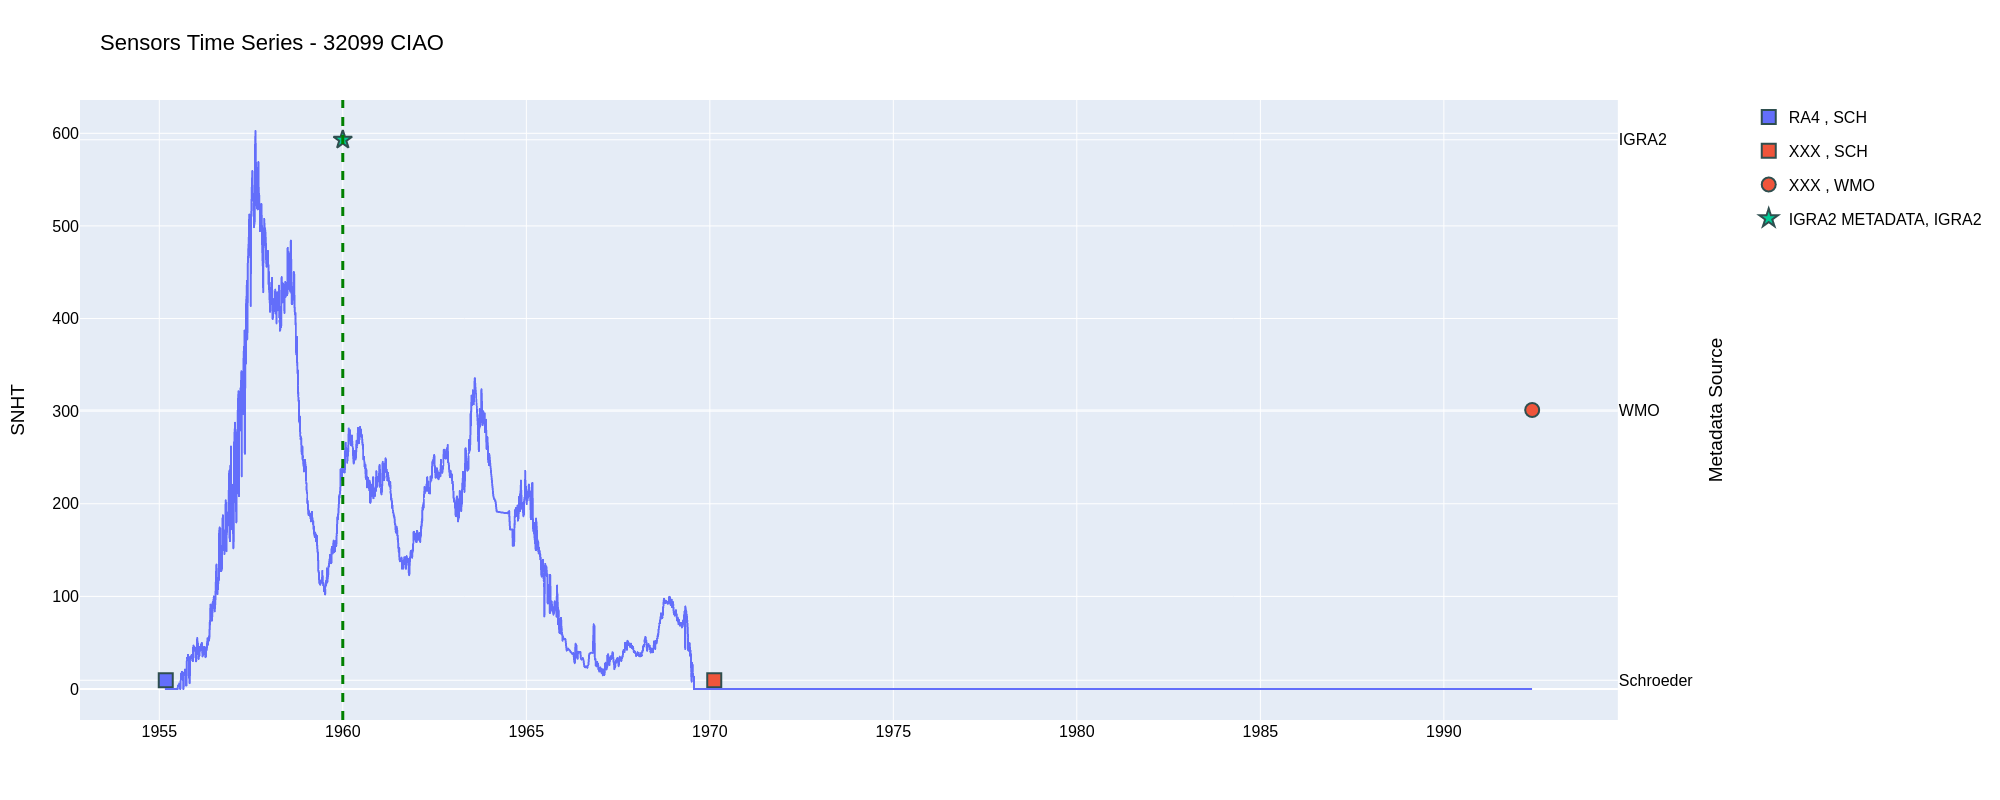 Sensors Time Series - 32099 CIAO
SNHT
600
500
400
300
200
100
0
1955
1960
1965
1970
1975
1980
1985
1990
IGRA2
WMO
Schroeder
Metadata Source
RA4 , SCH
XXX , SCH
XXX , WMO
IGRA2 METADATA, IGRA2